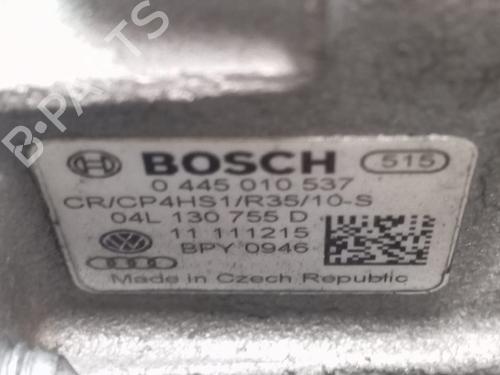 B-PARTS
BOSCH 515
0 445 010 537
CR/CP4HS1/R35/10-S
04L 130 755 D
11 111215
BPY 0946
Made in Czech Republic